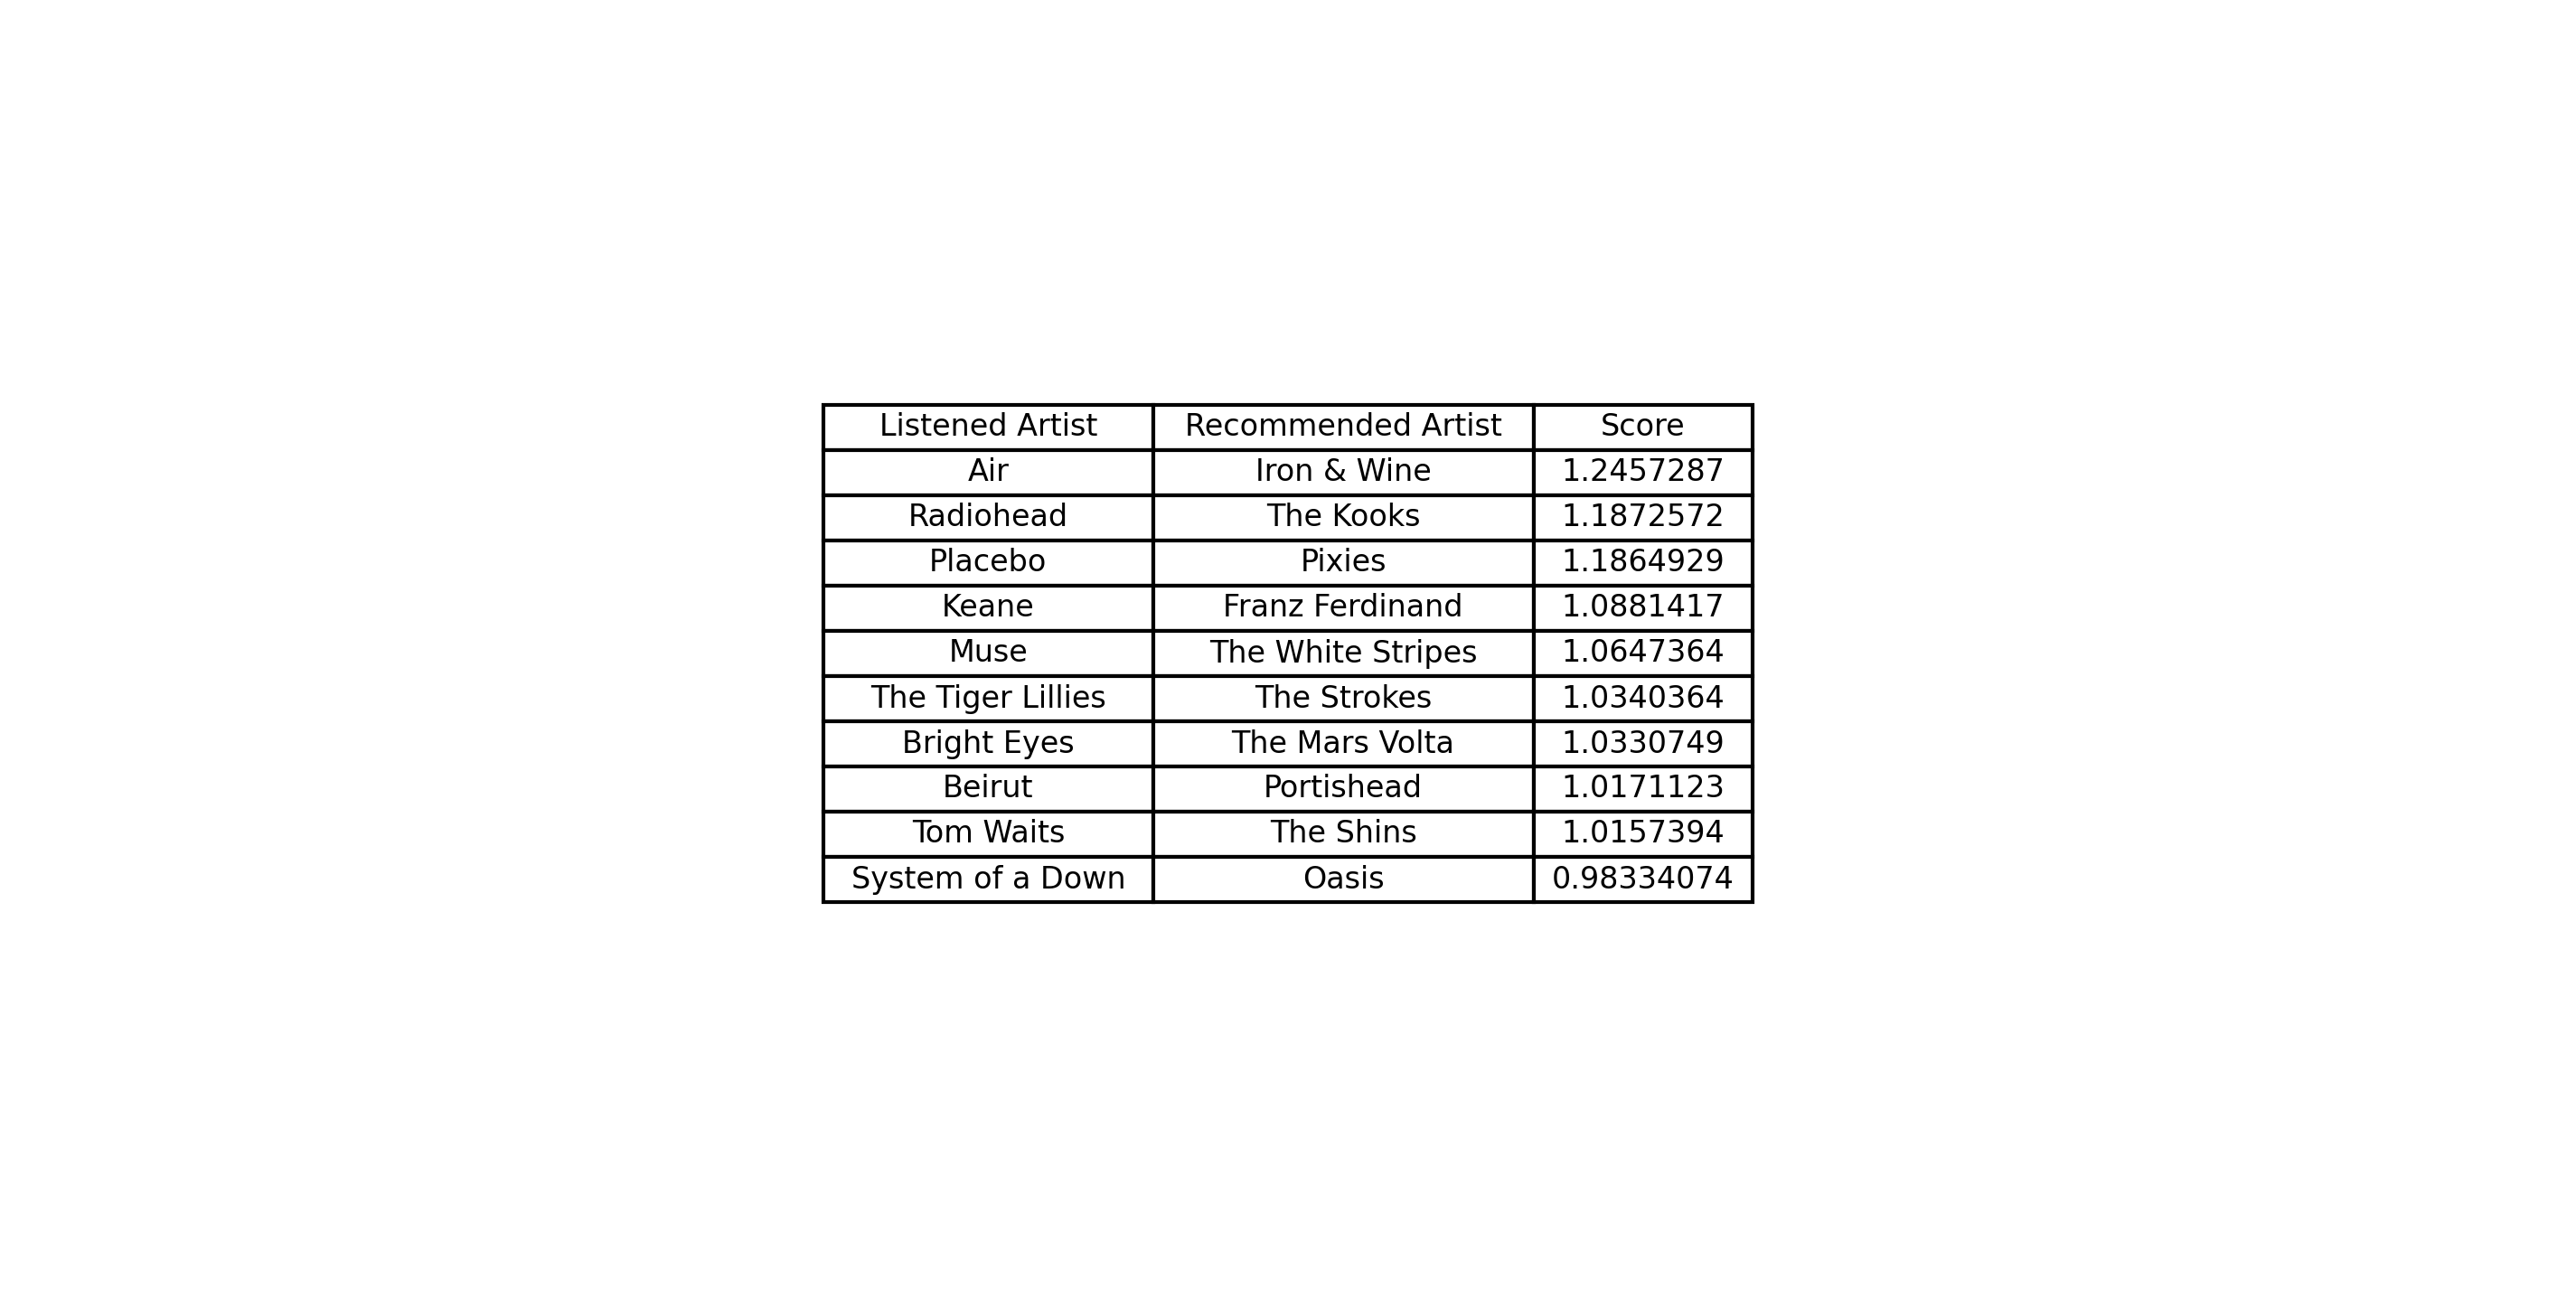 Listened Artist Recommended Artist Score
Air Iron & Wine 1.2457287
Radiohead The Kooks 1.1872572
Placebo Pixies 1.1864929
Keane Franz Ferdinand 1.0881417
Muse The White Stripes 1.0647364
The Tiger Lillies The Strokes 1.0340364
Bright Eyes The Mars Volta 1.0330749
Beirut Portishead 1.0171123
Tom Waits The Shins 1.0157394
System of a Down Oasis 0.98334074